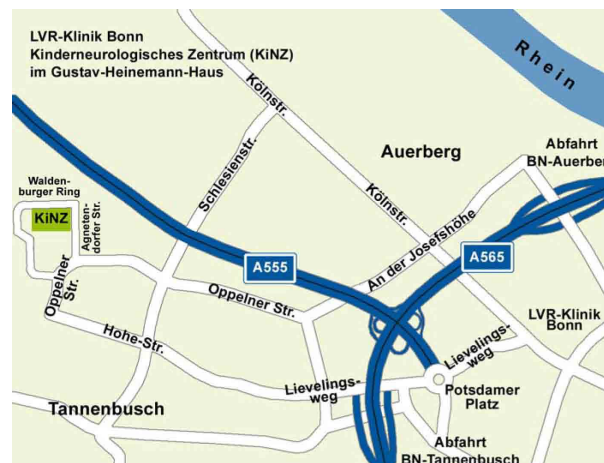 LVR-Klinik Bonn
Kinderneurologisches Zentrum (KiNZ)
im Gustav-Heinemann-Haus
Rhein
Kölnstr.
Auerberg
Abfahrt
BN-Auerberg
Schlesienstr.
Walden-
burger Ring
KiNZ
Agneten-
dorfer Str.
Kölnstr.
An der Josefshöhe
A555
A565
Oppelner
Str.
Oppelner Str.
Hohe-Str.
LVR-Klinik
Bonn
Lievelings-
weg
Lievelings-
weg
Potsdamer
Platz
Tannenbusch
Abfahrt
BN-Tannenbusch